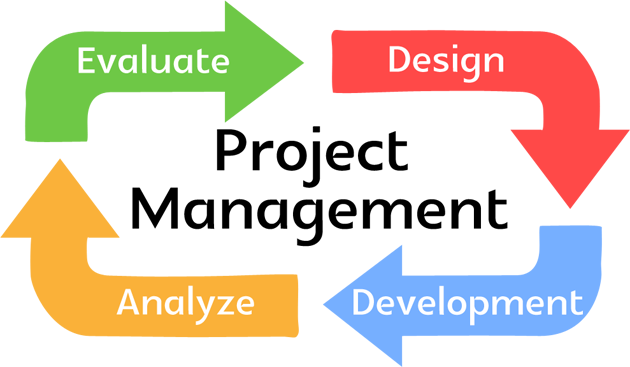 Evaluate
Design
Project
Management
Analyze
Development